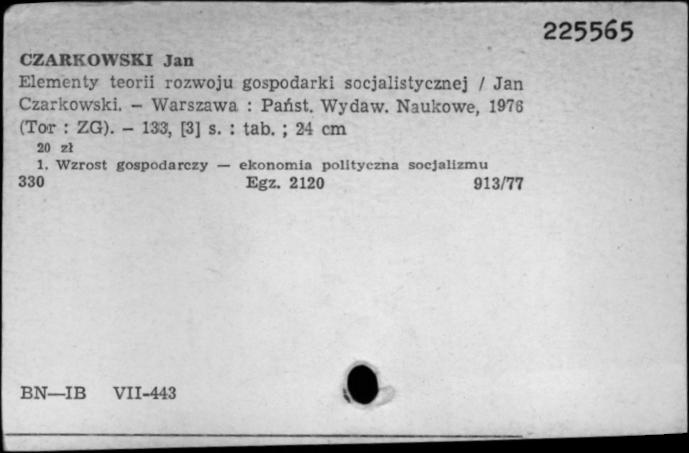 225565
CZARKOWSKI Jan
Elementy teorii rozwoju gospodarki socjalistycznej / Jan
Czarkowski. — Warszawa : Państ. Wydaw. Naukowe, 1976
(Tor : ZG). — 133, [3] s. : tab. ; 24 cm
20 zł
1. Wzrost gospodarczy — ekonomia polityczna socjalizmu
330 Egz. 2120 913/77
BN—IB VII-443